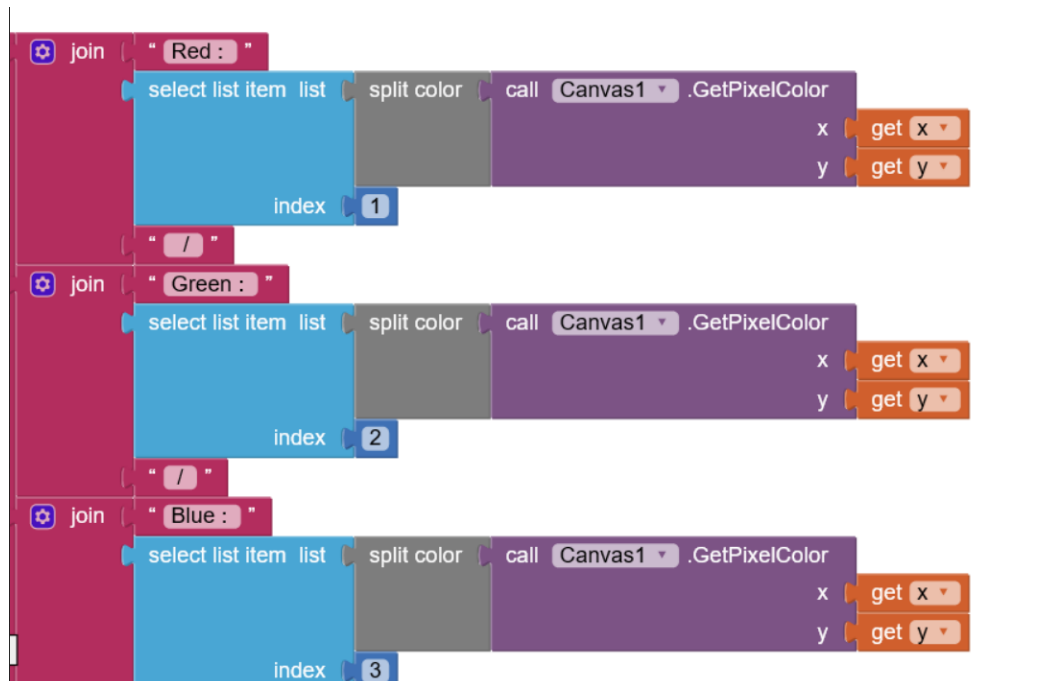 join " Red : "
select list item list split color call Canvas1 .GetPixelColor
x get x
y get y
index 1
" / "
join " Green : "
select list item list split color call Canvas1 .GetPixelColor
x get x
y get y
index 2
" / "
join " Blue : "
select list item list split color call Canvas1 .GetPixelColor
x get x
y get y
index 3